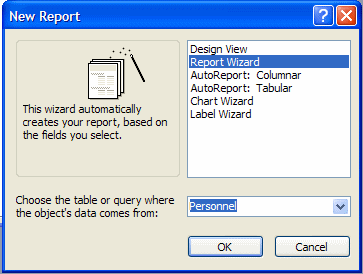 New Report
Design View
Report Wizard
AutoReport: Columnar
AutoReport: Tabular
Chart Wizard
Label Wizard
This wizard automatically
creates your report, based on
the fields you select.
Choose the table or query where
the object's data comes from:
Personnel
OK
Cancel